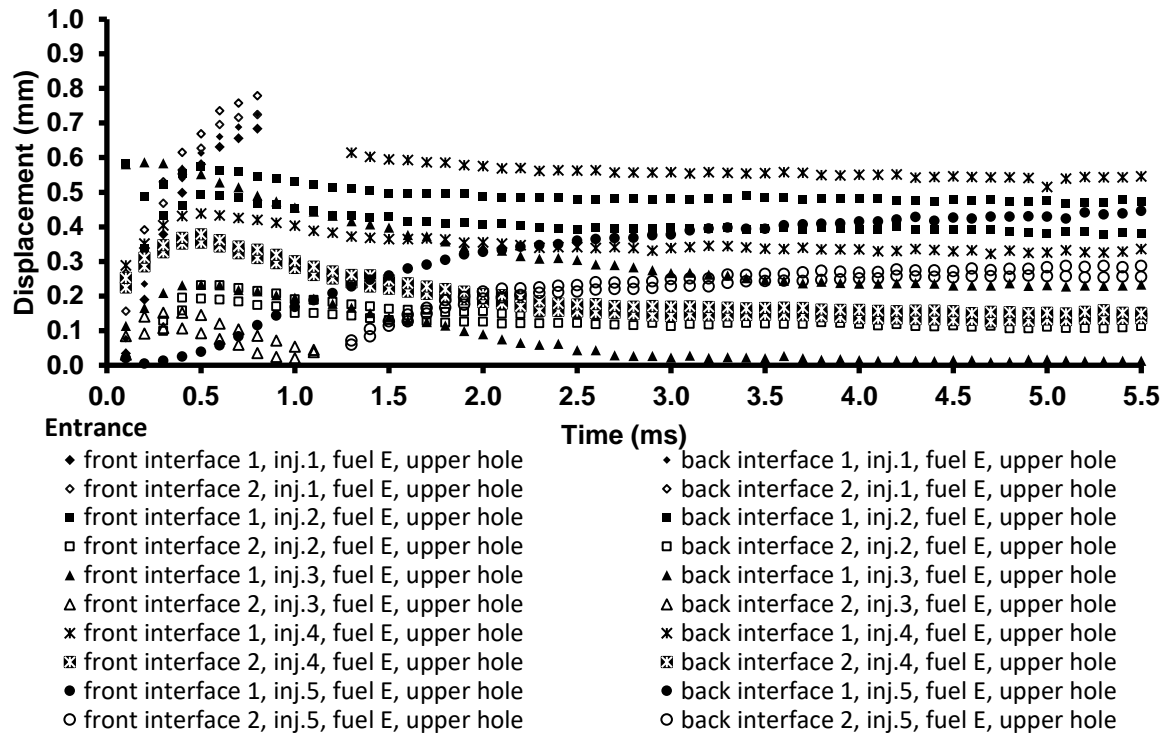 1.0
0.9
0.8
0.7
0.6
0.5
0.4
0.3
0.2
0.1
0.0
Displacement (mm)
0.0 0.5 1.0 1.5 2.0 2.5 3.0 3.5 4.0 4.5 5.0 5.5
Time (ms)
Entrance
front interface 1, inj.1, fuel E, upper hole
front interface 2, inj.1, fuel E, upper hole
front interface 1, inj.2, fuel E, upper hole
front interface 2, inj.2, fuel E, upper hole
front interface 1, inj.3, fuel E, upper hole
front interface 2, inj.3, fuel E, upper hole
front interface 1, inj.4, fuel E, upper hole
front interface 2, inj.4, fuel E, upper hole
front interface 1, inj.5, fuel E, upper hole
front interface 2, inj.5, fuel E, upper hole
back interface 1, inj.1, fuel E, upper hole
back interface 2, inj.1, fuel E, upper hole
back interface 1, inj.2, fuel E, upper hole
back interface 2, inj.2, fuel E, upper hole
back interface 1, inj.3, fuel E, upper hole
back interface 2, inj.3, fuel E, upper hole
back interface 1, inj.4, fuel E, upper hole
back interface 2, inj.4, fuel E, upper hole
back interface 1, inj.5, fuel E, upper hole
back interface 2, inj.5, fuel E, upper hole